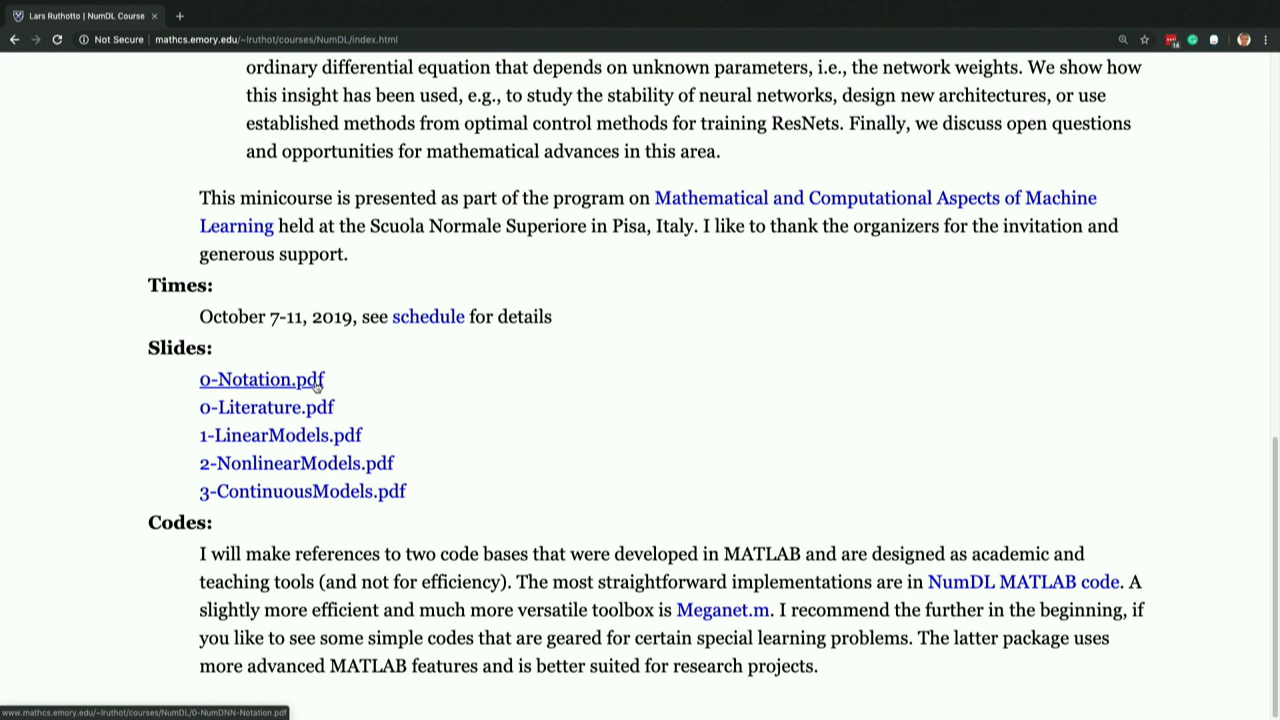 Lars Ruthotto | NumDL Course
Not Secure | mathcs.emory.edu/~lruthot/courses/NumDL/index.html
ordinary differential equation that depends on unknown parameters, i.e., the network weights. We show how
this insight has been used, e.g., to study the stability of neural networks, design new architectures, or use
established methods from optimal control methods for training ResNets. Finally, we discuss open questions
and opportunities for mathematical advances in this area.
This minicourse is presented as part of the program on Mathematical and Computational Aspects of Machine
Learning held at the Scuola Normale Superiore in Pisa, Italy. I like to thank the organizers for the invitation and
generous support.
Times:
October 7-11, 2019, see schedule for details
Slides:
0-Notation.pdf
0-Literature.pdf
1-LinearModels.pdf
2-NonlinearModels.pdf
3-ContinuousModels.pdf
Codes:
I will make references to two code bases that were developed in MATLAB and are designed as academic and
teaching tools (and not for efficiency). The most straightforward implementations are in NumDL MATLAB code. A
slightly more efficient and much more versatile toolbox is Meganet.m. I recommend the further in the beginning, if
you like to see some simple codes that are geared for certain special learning problems. The latter package uses
more advanced MATLAB features and is better suited for research projects.
www.mathcs.emory.edu/~lruthot/courses/NumDL/0-NumDNN-Notation.pdf